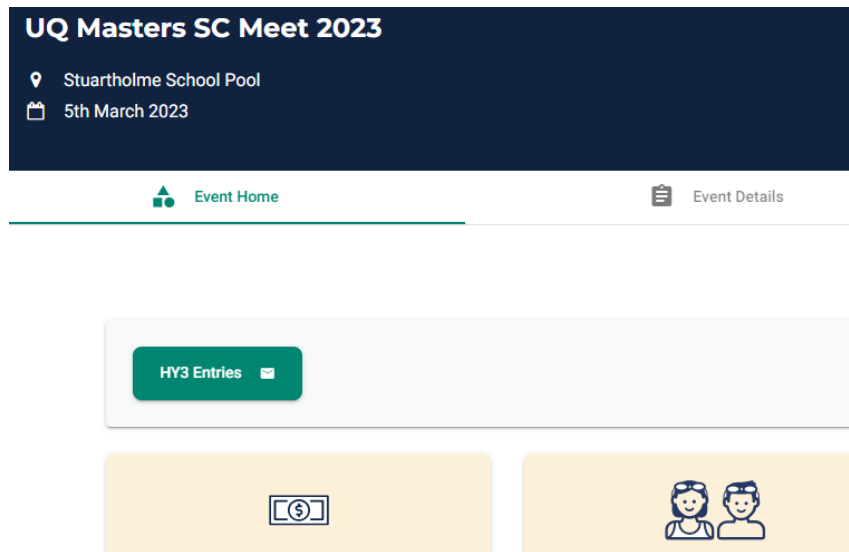 UQ Masters SC Meet 2023
Stuartholme School Pool
5th March 2023
Event Home
Event Details
HY3 Entries
$